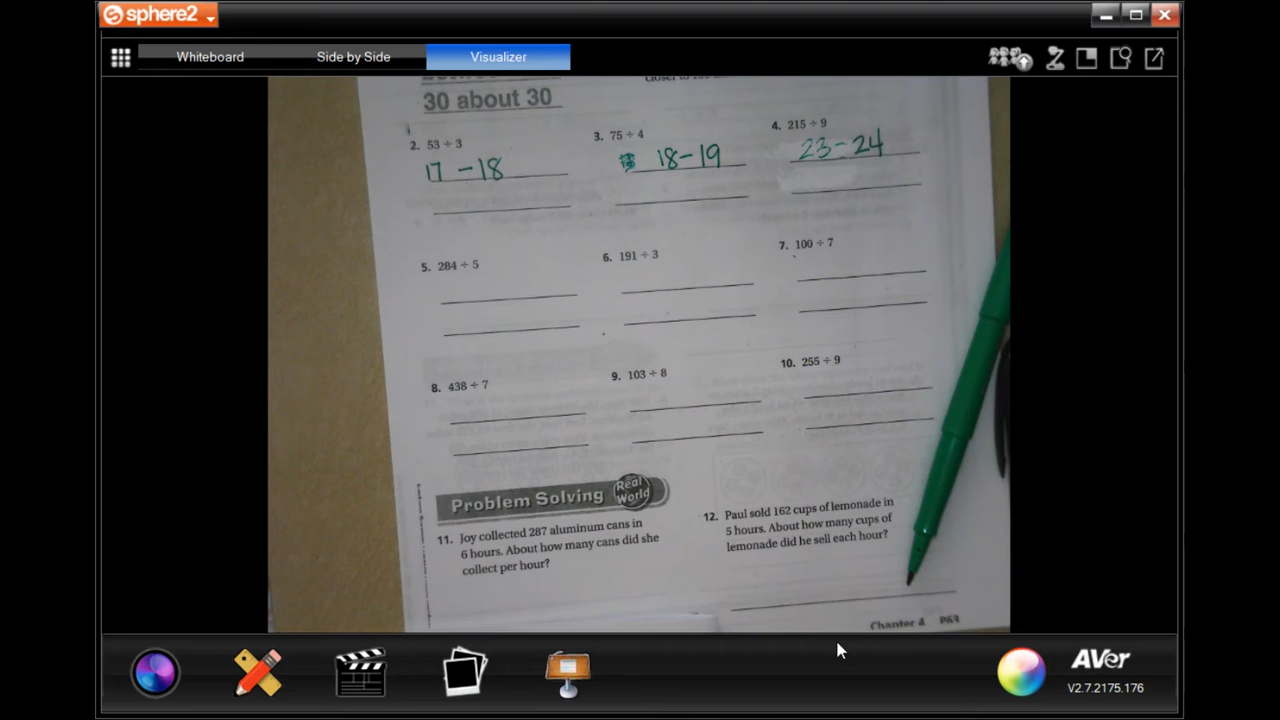 sphere2
Whiteboard Side by Side Visualizer
30 about 30
2. 53 ÷ 3
17 - 18
3. 75 ÷ 4
18 - 19
4. 215 ÷ 9
23 - 24
5. 284 ÷ 5
6. 191 ÷ 3
7. 100 ÷ 7
8. 438 ÷ 7
9. 103 ÷ 8
10. 255 ÷ 9
Problem Solving Real World
11. Joy collected 287 aluminum cans in
6 hours. About how many cans did she
collect per hour?
12. Paul sold 162 cups of lemonade in
5 hours. About how many cups of
lemonade did he sell each hour?
Chapter 4 P63
AVer
V2.7.2175.176